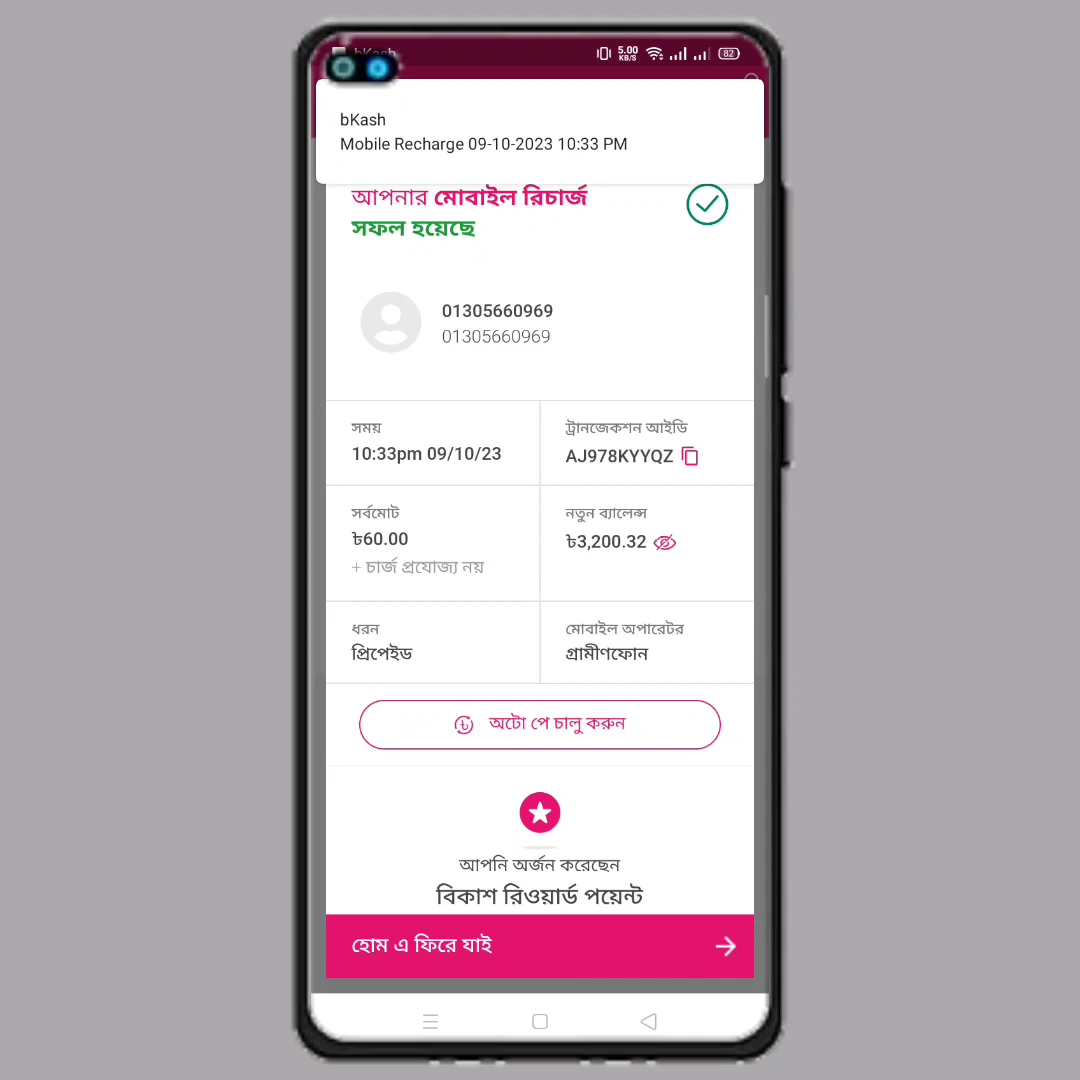 bKash
5.00
KB/S
82
bKash
Mobile Recharge 09-10-2023 10:33 PM
আপনার মোবাইল রিচার্জ
সফল হয়েছে
01305660969
01305660969
সময়
10:33pm 09/10/23
ট্রানজেকশন আইডি
AJ978KYYQZ
সর্বমোট
৳60.00
+ চার্জ প্রযোজ্য নয়
নতুন ব্যালেন্স
৳3,200.32
ধরন
প্রিপেইড
মোবাইল অপারেটর
গ্রামীণফোন
অটো পে চালু করুন
আপনি অর্জন করেছেন
বিকাশ রিওয়ার্ড পয়েন্ট
হোম এ ফিরে যাই